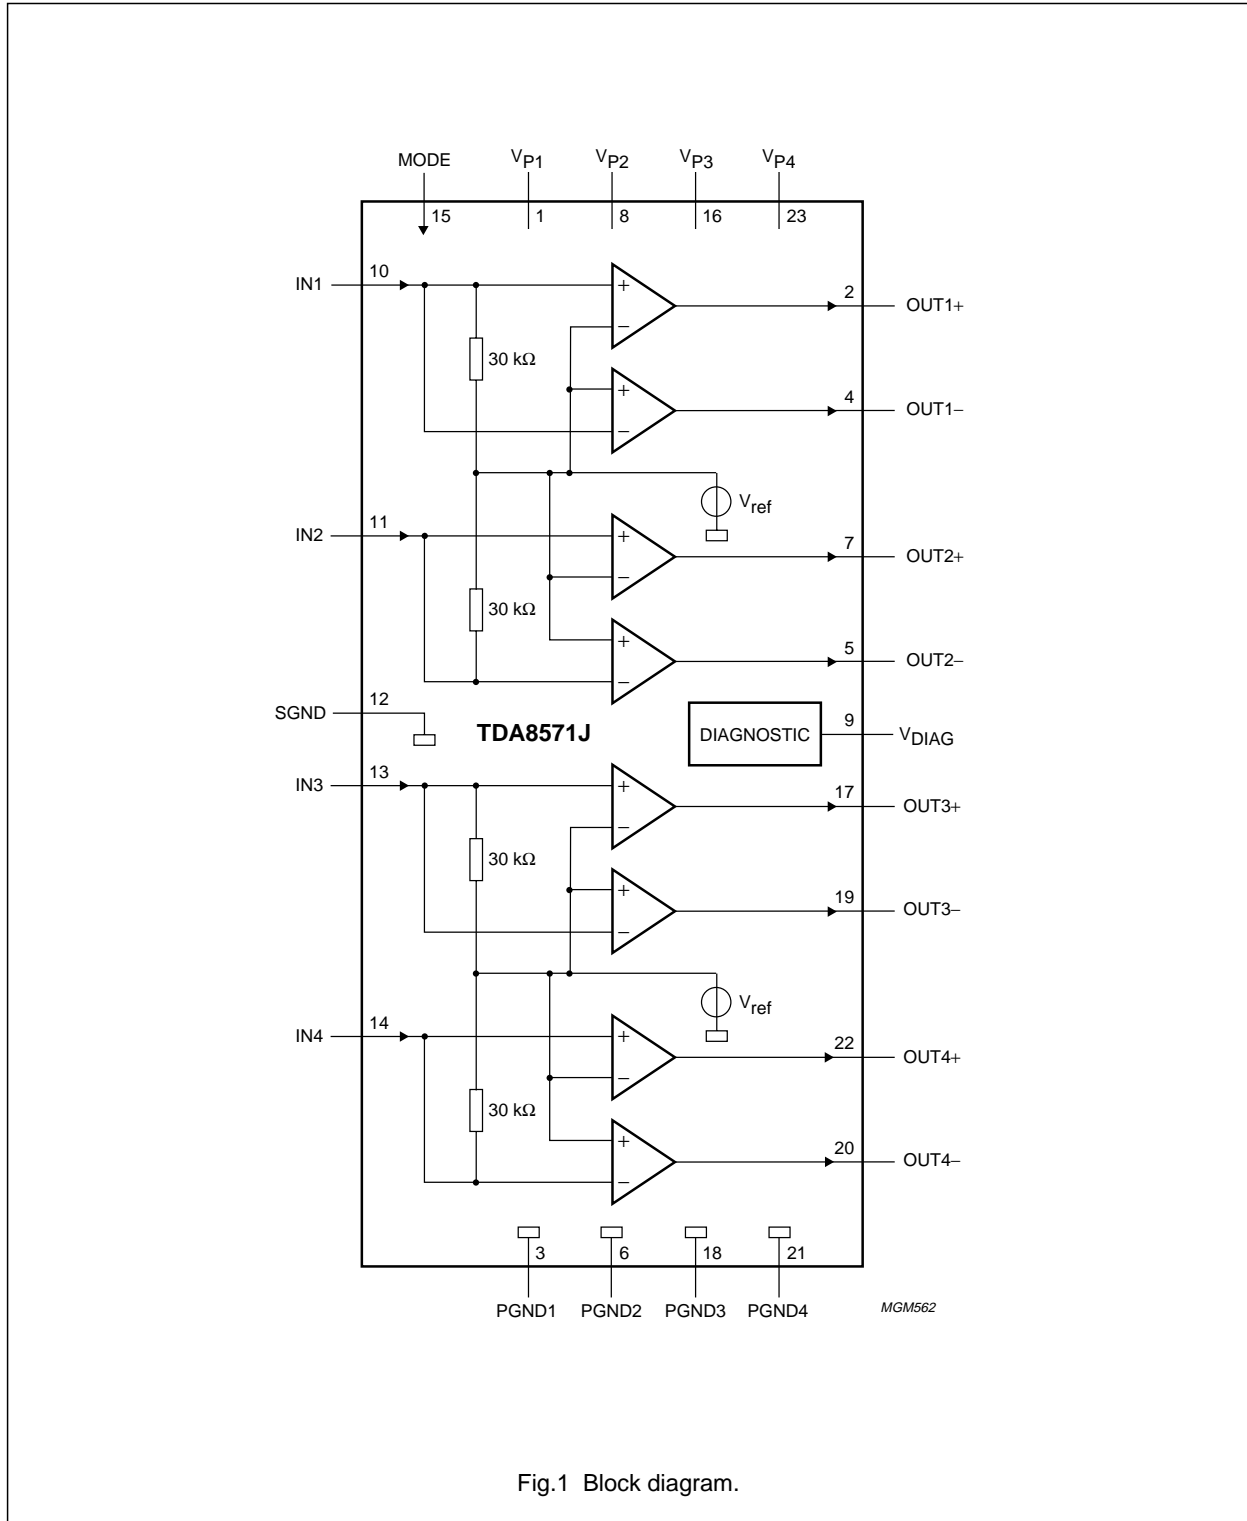 MODE VP1 VP2 VP3 VP4
15 1 8 16 23
IN1 10 + 2 OUT1+
−
30 kΩ
+ 4 OUT1−
−
Vref
IN2 11 + 7 OUT2+
−
30 kΩ
+ 5 OUT2−
−
SGND 12
TDA8571J DIAGNOSTIC 9 VDIAG
IN3 13 + 17 OUT3+
−
30 kΩ
+ 19 OUT3−
−
Vref
IN4 14 + 22 OUT4+
−
30 kΩ
+ 20 OUT4−
−
3 6 18 21
PGND1 PGND2 PGND3 PGND4 MGM562
Fig.1 Block diagram.